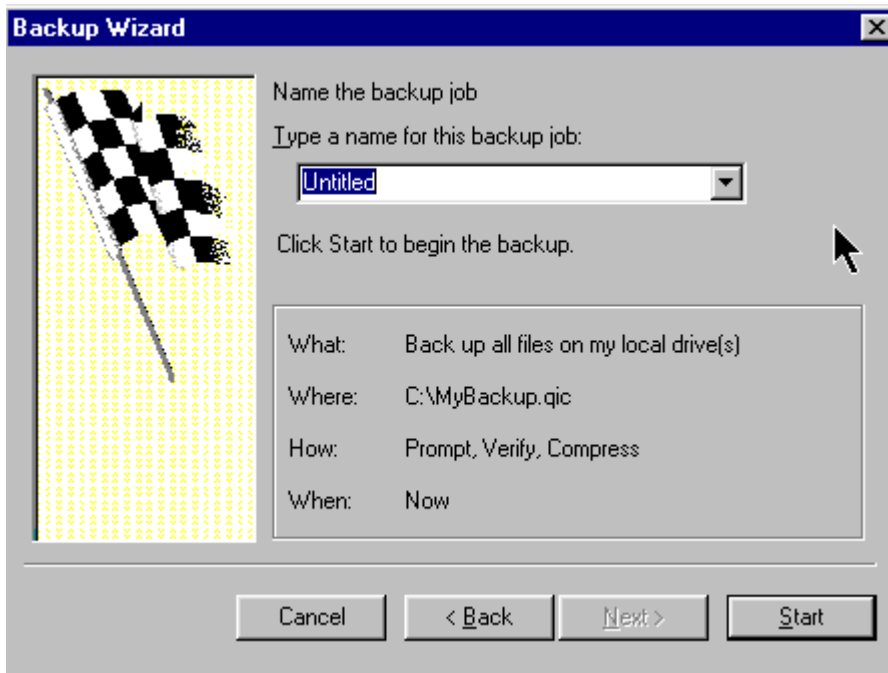 Backup Wizard
Name the backup job
Type a name for this backup job:
Untitled
Click Start to begin the backup.
What: Back up all files on my local drive(s)
Where: C:\MyBackup.qic
How: Prompt, Verify, Compress
When: Now
Cancel < Back Next > Start